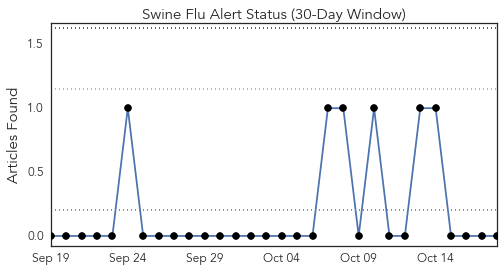 Swine Flu Alert Status (30-Day Window)
Articles Found
1.5
1.0
0.5
0.0
Sep 19 Sep 24 Sep 29 Oct 04 Oct 09 Oct 14